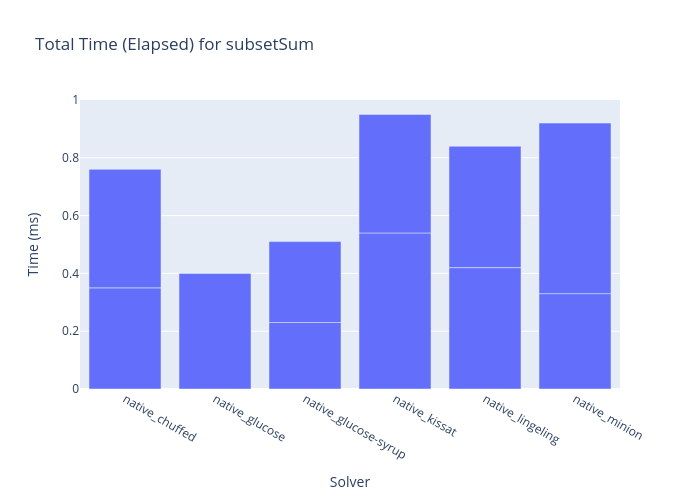 Total Time (Elapsed) for subsetSum
1
0.8
0.6
0.4
0.2
0
Time (ms)
native_chuffed
native_glucose
native_glucose-syrup
native_kissat
native_lingeling
native_minion
Solver